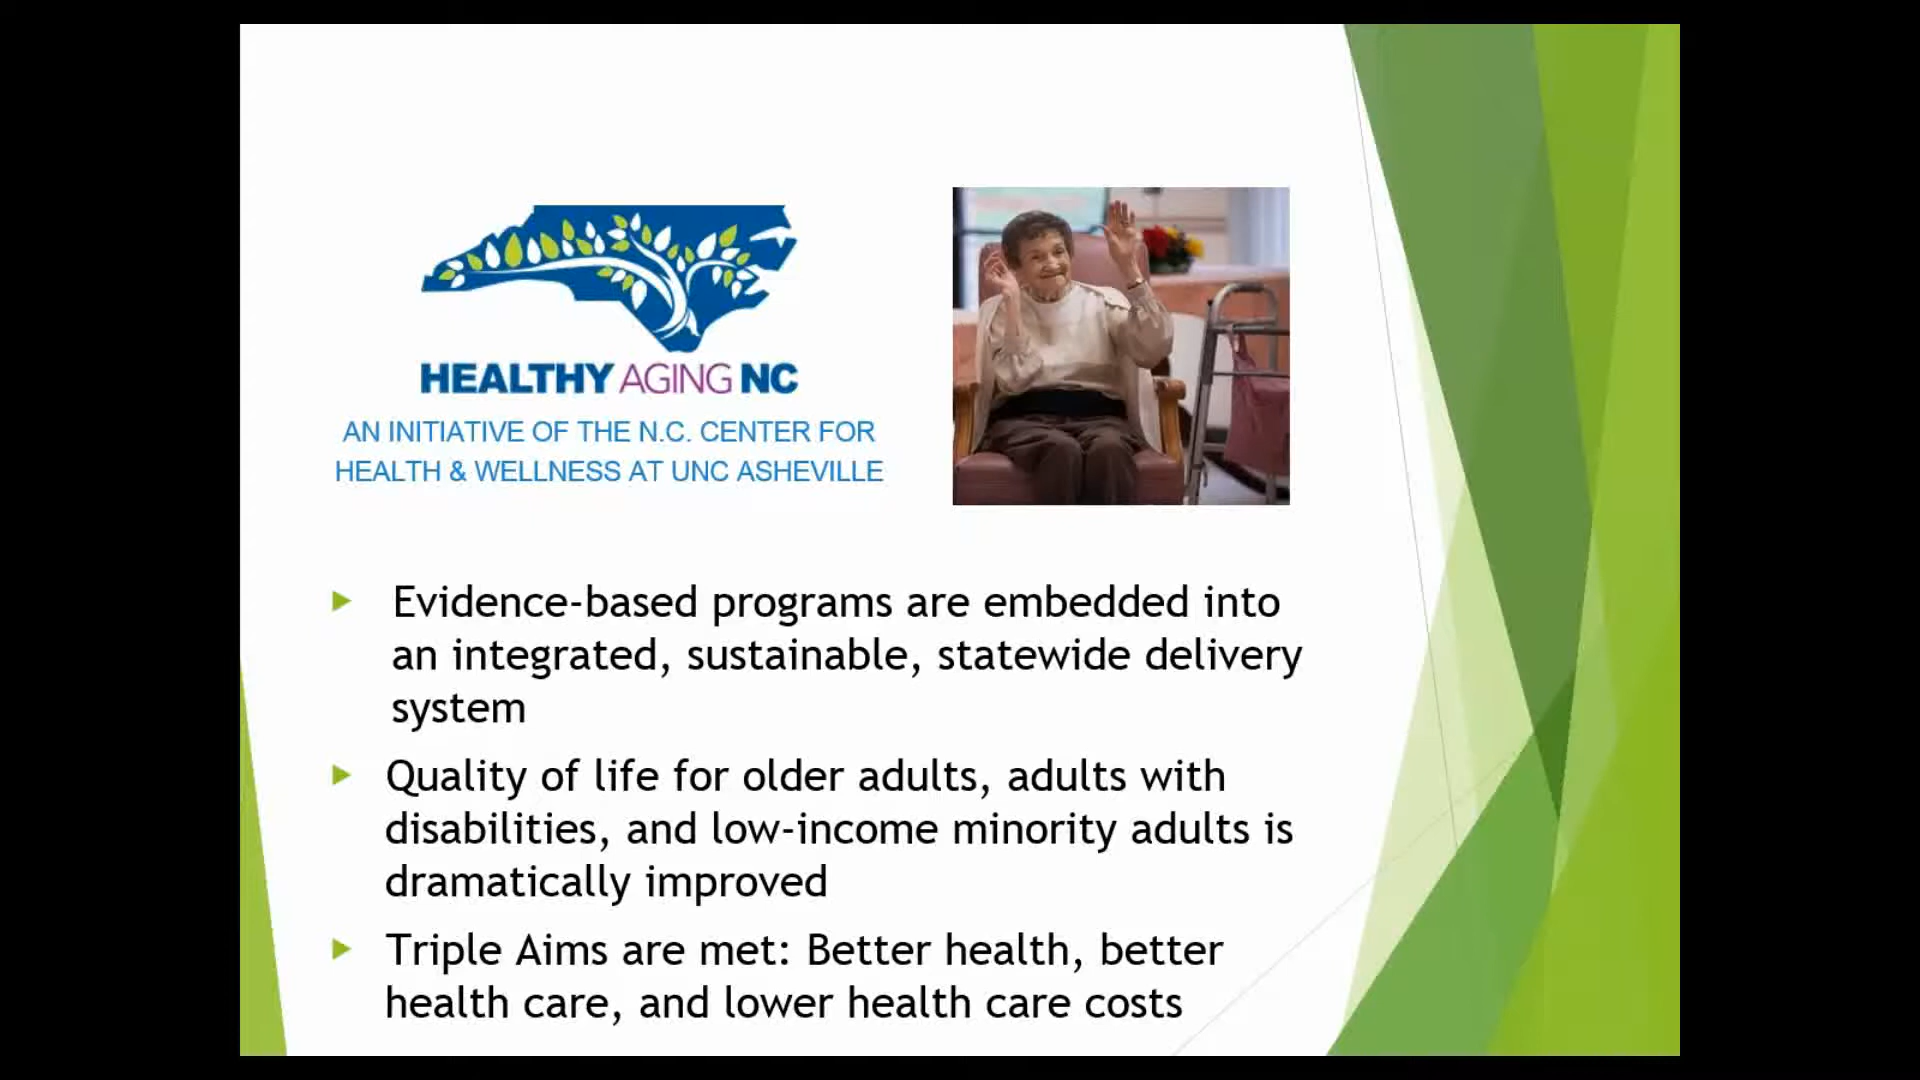 HEALTHY AGING NC
AN INITIATIVE OF THE N.C. CENTER FOR
HEALTH & WELLNESS AT UNC ASHEVILLE
Evidence-based programs are embedded into
an integrated, sustainable, statewide delivery
system
Quality of life for older adults, adults with
disabilities, and low-income minority adults is
dramatically improved
Triple Aims are met: Better health, better
health care, and lower health care costs